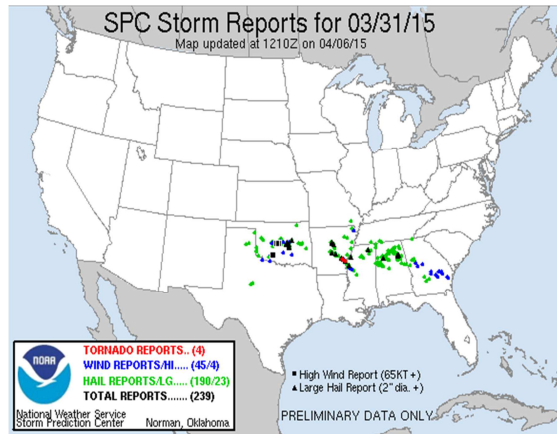 SPC Storm Reports for 03/31/15
Map updated at 1210Z on 04/06/15
NOAA
TORNADO REPORTS.. (4)
WIND REPORTS/HI..... (45/4)
HAIL REPORTS/LG..... (190/23)
TOTAL REPORTS....... (239)
National Weather Service
Storm Prediction Center Norman, Oklahoma
High Wind Report (65KT +)
Large Hail Report (2" dia. +)
PRELIMINARY DATA ONLY